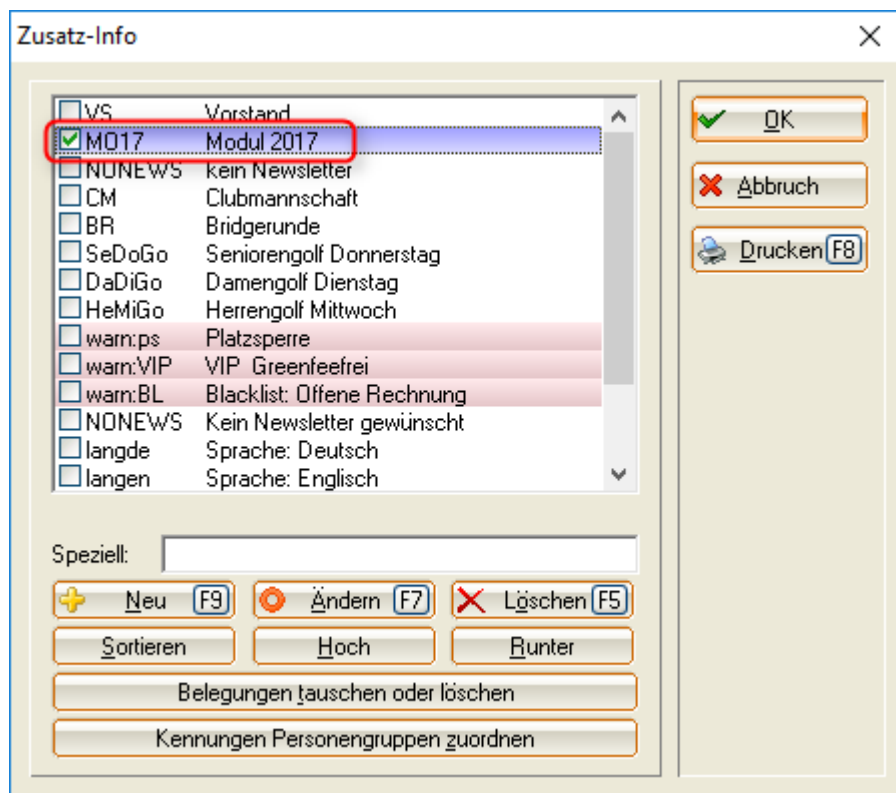 Zusatz-Info
VS Vorstand
MO17 Modul 2017
NONEWS kein Newsletter
CM Clubmannschaft
BR Bridgerunde
SeDoGo Seniorengolf Donnerstag
DaDiGo Damengolf Dienstag
HeMiGo Herrengolf Mittwoch
warn:ps Platzsperre
warn:VIP VIP Greenfeefrei
warn:BL Blacklist: Offene Rechnung
NONEWS Kein Newsletter gewünscht
langde Sprache: Deutsch
langen Sprache: Englisch
Speziell:
Neu F9 Ändern F7 Löschen F5
Sortieren Hoch Runter
Belegungen tauschen oder löschen
Kennungen Personengruppen zuordnen
OK
Abbruch
Drucken F8